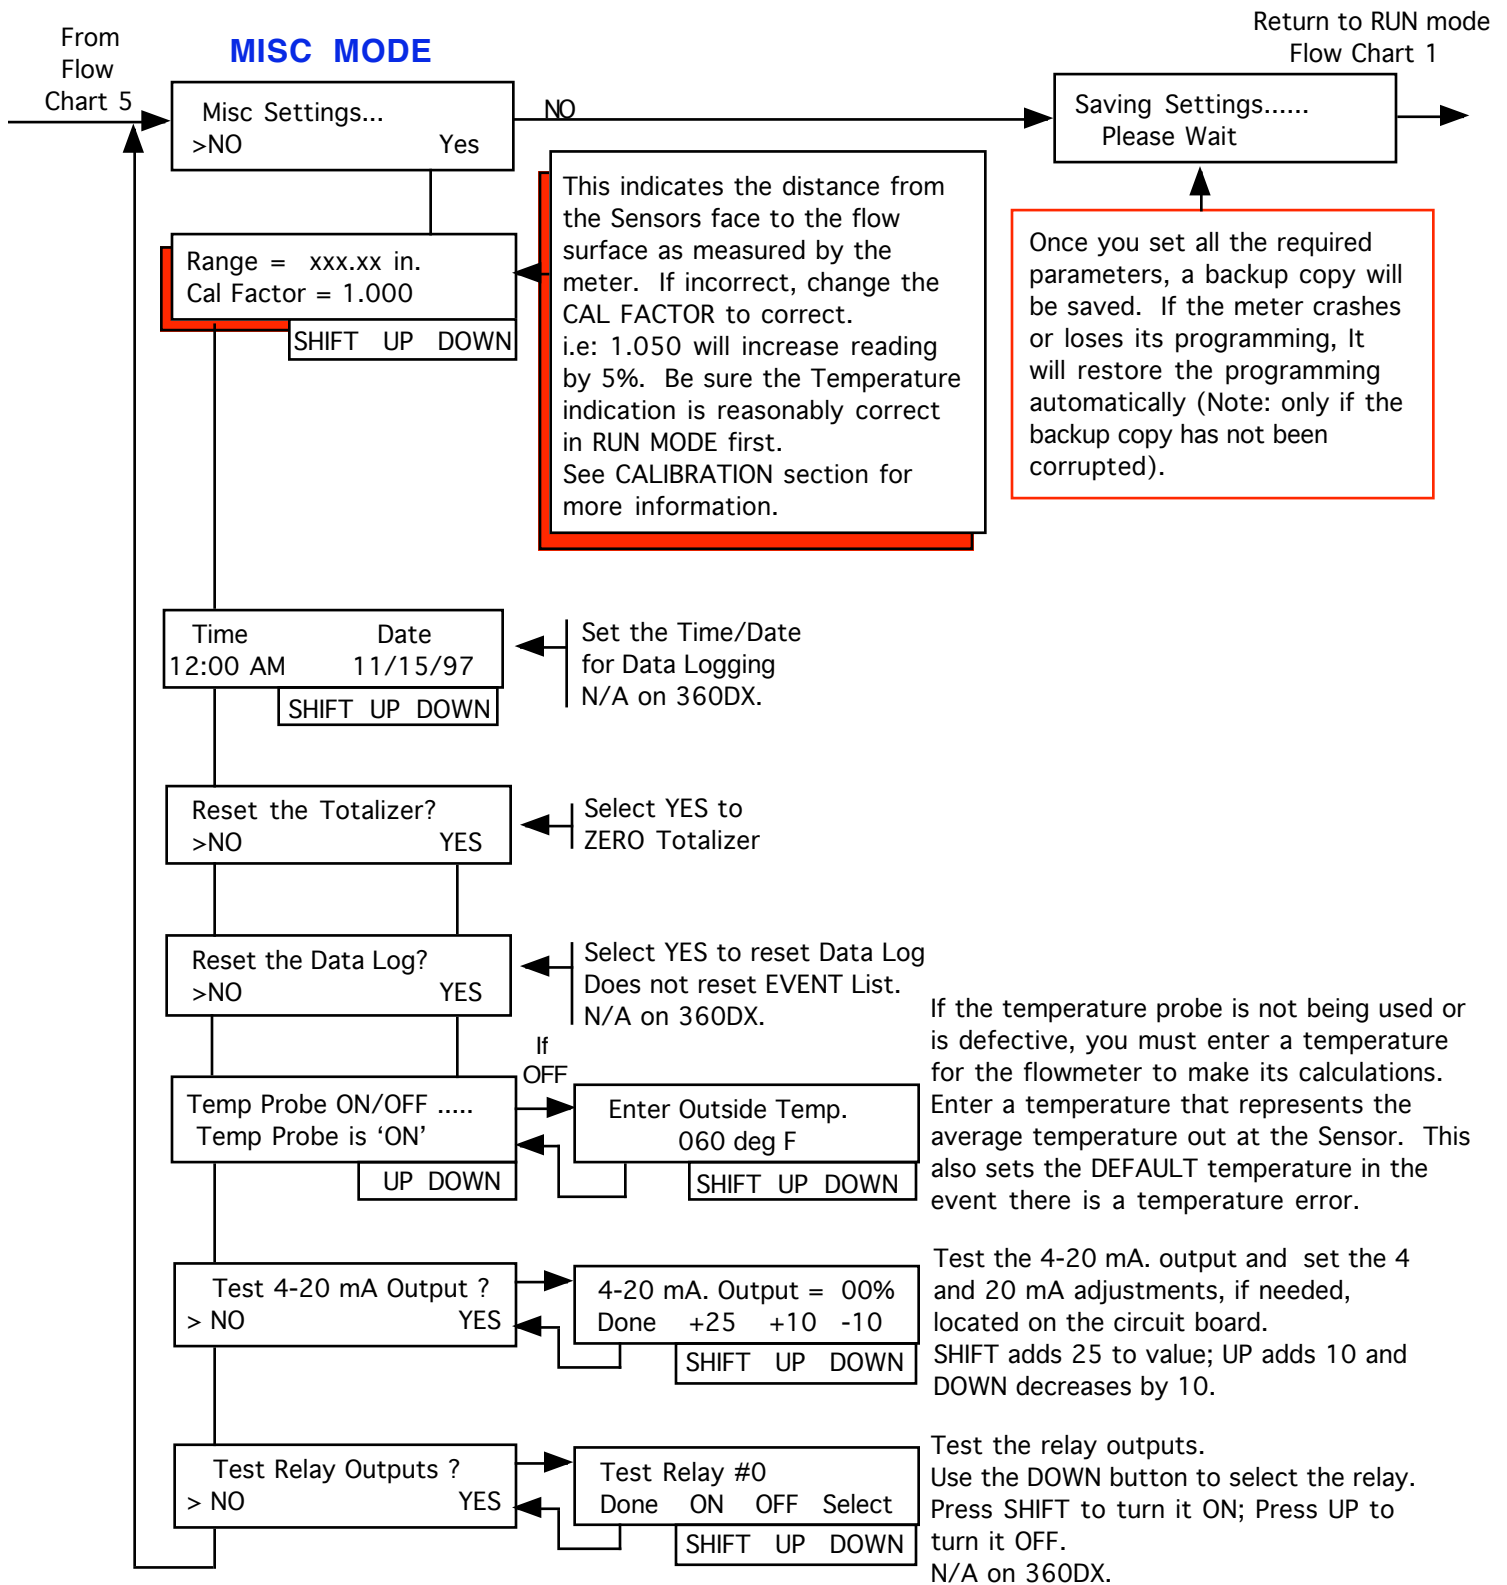 From
Flow
Chart 5
MISC MODE
Return to RUN mode
Flow Chart 1
Misc Settings...
>NO Yes
NO
Saving Settings......
Please Wait
This indicates the distance from
the Sensors face to the flow
surface as measured by the
meter. If incorrect, change the
CAL FACTOR to correct.
i.e: 1.050 will increase reading
by 5%. Be sure the Temperature
indication is reasonably correct
in RUN MODE first.
See CALIBRATION section for
more information.
Once you set all the required
parameters, a backup copy will
be saved. If the meter crashes
or loses its programming, It
will restore the programming
automatically (Note: only if the
backup copy has not been
corrupted).
Range = xxx.xx in.
Cal Factor = 1.000
SHIFT UP DOWN
Time Date
12:00 AM 11/15/97
SHIFT UP DOWN
Set the Time/Date
for Data Logging
N/A on 360DX.
Reset the Totalizer?
>NO YES
Select YES to
ZERO Totalizer
Reset the Data Log?
>NO YES
Select YES to reset Data Log
Does not reset EVENT List.
N/A on 360DX.
If
OFF
Temp Probe ON/OFF .....
Temp Probe is ‘ON’
UP DOWN
Enter Outside Temp.
060 deg F
SHIFT UP DOWN
If the temperature probe is not being used or
is defective, you must enter a temperature
for the flowmeter to make its calculations.
Enter a temperature that represents the
average temperature out at the Sensor. This
also sets the DEFAULT temperature in the
event there is a temperature error.
Test 4-20 mA Output ?
> NO YES
4-20 mA. Output = 00%
Done +25 +10 -10
SHIFT UP DOWN
Test the 4-20 mA. output and set the 4
and 20 mA adjustments, if needed,
located on the circuit board.
SHIFT adds 25 to value; UP adds 10 and
DOWN decreases by 10.
Test Relay Outputs ?
> NO YES
Test Relay #0
Done ON OFF Select
SHIFT UP DOWN
Test the relay outputs.
Use the DOWN button to select the relay.
Press SHIFT to turn it ON; Press UP to
turn it OFF.
N/A on 360DX.